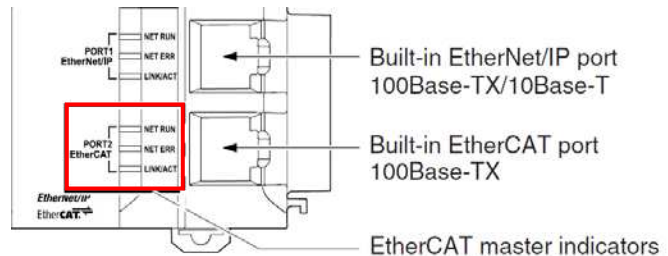 PORT1
EtherNet/IP
NET RUN
NET ERR
LINK/ACT
Built-in EtherNet/IP port
100Base-TX/10Base-T
PORT2
EtherCAT
NET RUN
NET ERR
LINK/ACT
Built-in EtherCAT port
100Base-TX
EtherNet/IP
EtherCAT
EtherCAT master indicators